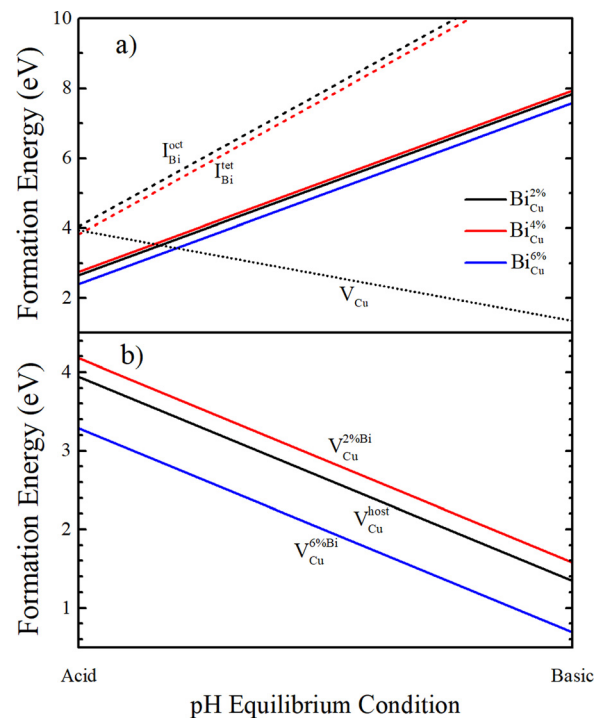 a)
Formation Energy (eV)
10
8
6
4
2
I_Bi^oct
I_Bi^tet
V_Cu
Bi_Cu^2%
Bi_Cu^4%
Bi_Cu^6%
b)
Formation Energy (eV)
4
3
2
1
V_Cu^2%Bi
V_Cu^host
V_Cu^6%Bi
Acid
Basic
pH Equilibrium Condition